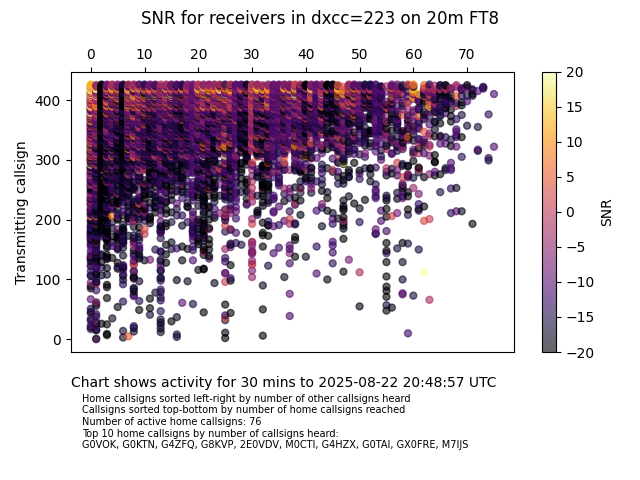 SNR for receivers in dxcc=223 on 20m FT8
0 10 20 30 40 50 60 70
400
300
200
100
0
Transmitting callsign
20
15
10
5
0
−5
−10
−15
−20
SNR
Chart shows activity for 30 mins to 2025-08-22 20:48:57 UTC
Home callsigns sorted left-right by number of other callsigns heard
Callsigns sorted top-bottom by number of home callsigns reached
Number of active home callsigns: 76
Top 10 home callsigns by number of callsigns heard:
G0VOK, G0KTN, G4ZFQ, G8KVP, 2E0VDV, M0CTI, G4HZX, G0TAI, GX0FRE, M7IJS